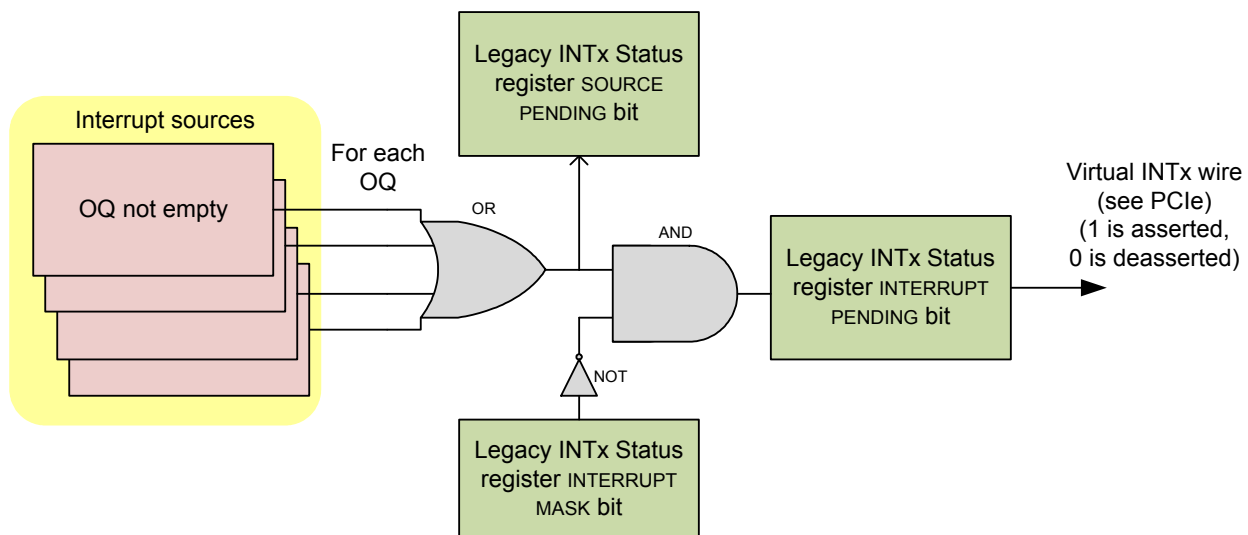 Legacy INTx Status
register SOURCE
PENDING bit
Interrupt sources
OQ not empty
For each
OQ
OR
AND
Legacy INTx Status
register INTERRUPT
PENDING bit
Virtual INTx wire
(see PCIe)
(1 is asserted,
0 is deasserted)
NOT
Legacy INTx Status
register INTERRUPT
MASK bit